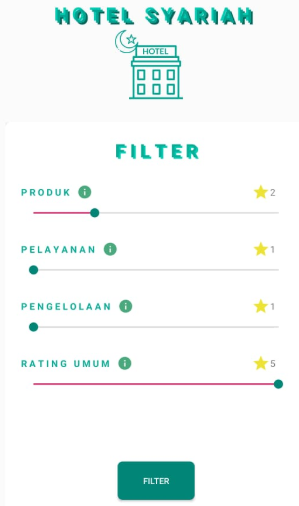 HOTEL SYARIAH
HOTEL
FILTER
PRODUK i 2
PELAYANAN i 1
PENGELOLAAN i 1
RATING UMUM i 5
FILTER